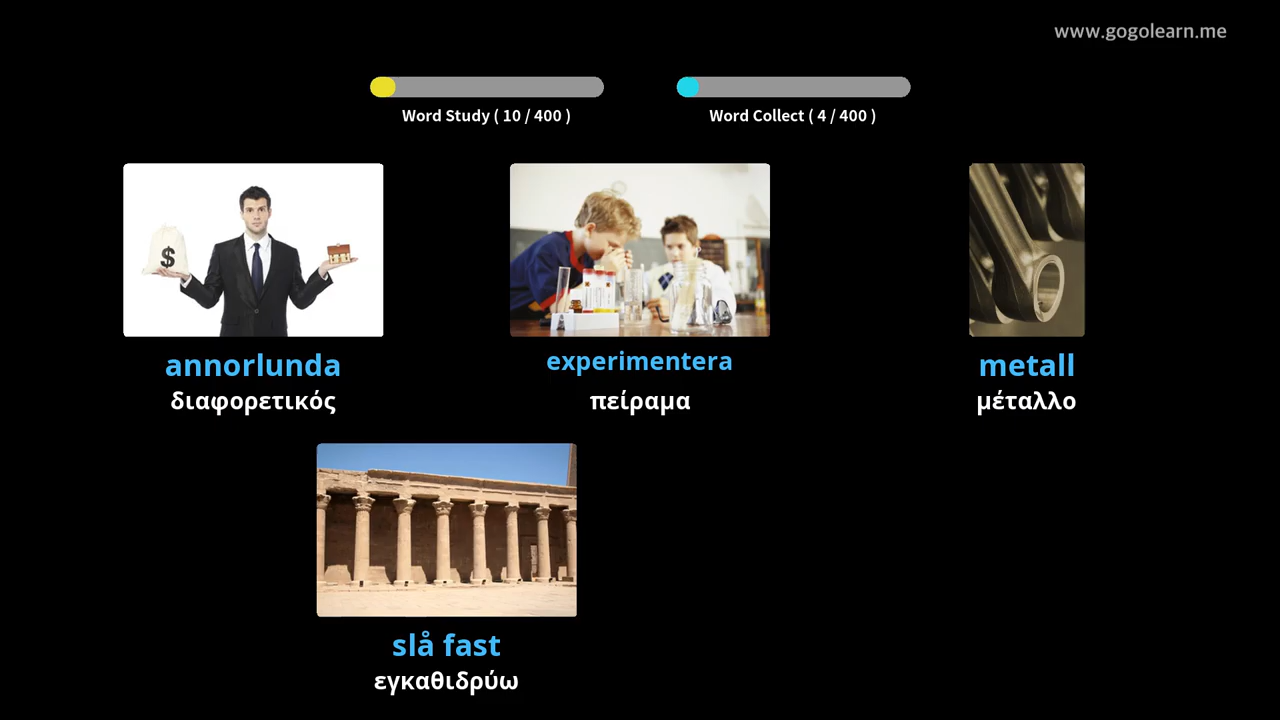 www.gogolearn.me
Word Study ( 10 / 400 )
Word Collect ( 4 / 400 )
$
annorlunda
διαφορετικός
experimentera
πείραμα
metall
μέταλλο
slå fast
εγκαθιδρύω